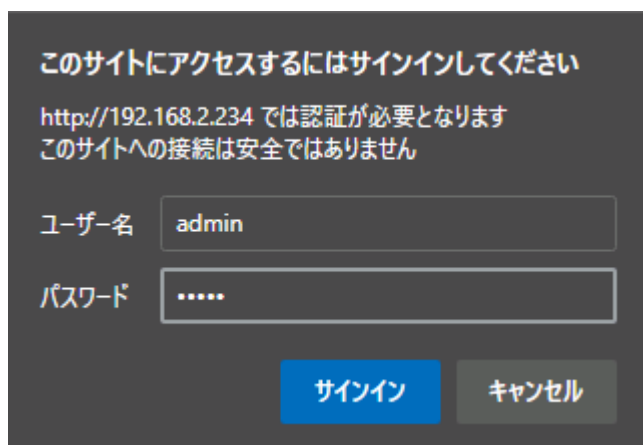 このサイトにアクセスするにはサインインしてください
http://192.168.2.234 では認証が必要となります
このサイトへの接続は安全ではありません
ユーザー名 admin
パスワード •••••
サインイン キャンセル